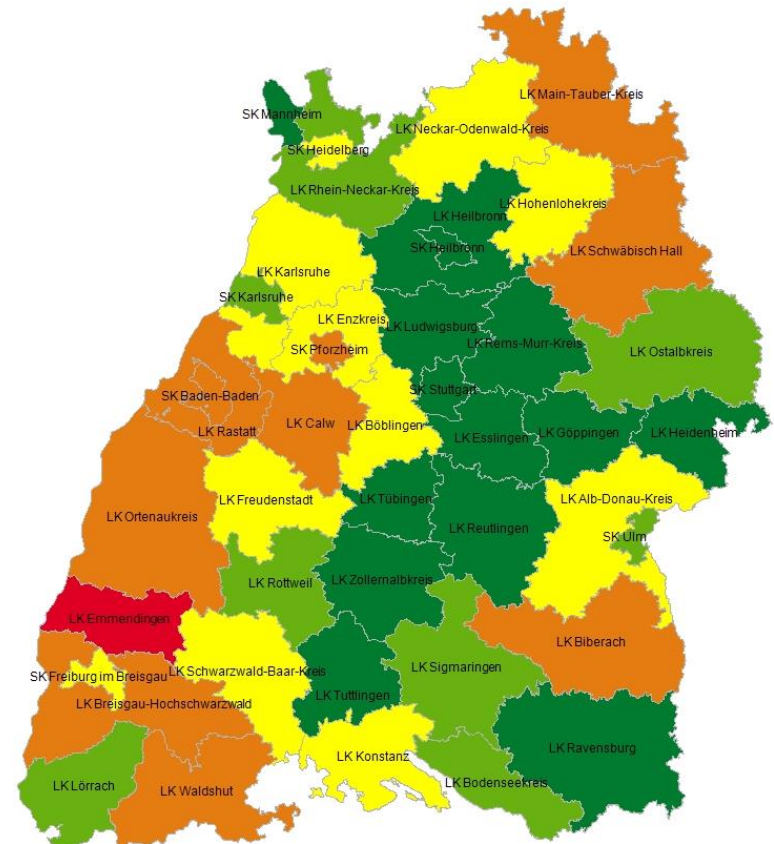 LK Main-Tauber-Kreis
SK Mannheim
LK Neckar-Odenwald-Kreis
SK Heidelberg
LK Rhein-Neckar-Kreis
LK Hohenlohekreis
LK Heilbronn
SK Heilbronn
LK Schwäbisch Hall
LK Karlsruhe
SK Karlsruhe
LK Enzkreis
LK Ludwigsburg
LK Rems-Murr-Kreis
SK Pforzheim
LK Ostalbkreis
SK Stuttgart
SK Baden-Baden
LK Rastatt
LK Calw
LK Böblingen
LK Esslingen
LK Göppingen
LK Heidenheim
LK Freudenstadt
LK Tübingen
LK Alb-Donau-Kreis
LK Ortenaukreis
LK Reutlingen
SK Ulm
LK Rottweil
LK Zollernalbkreis
LK Emmendingen
LK Biberach
LK Schwarzwald-Baar-Kreis
LK Sigmaringen
SK Freiburg im Breisgau
LK Tuttlingen
LK Breisgau-Hochschwarzwald
LK Ravensburg
LK Konstanz
LK Bodenseekreis
LK Lörrach
LK Waldshut